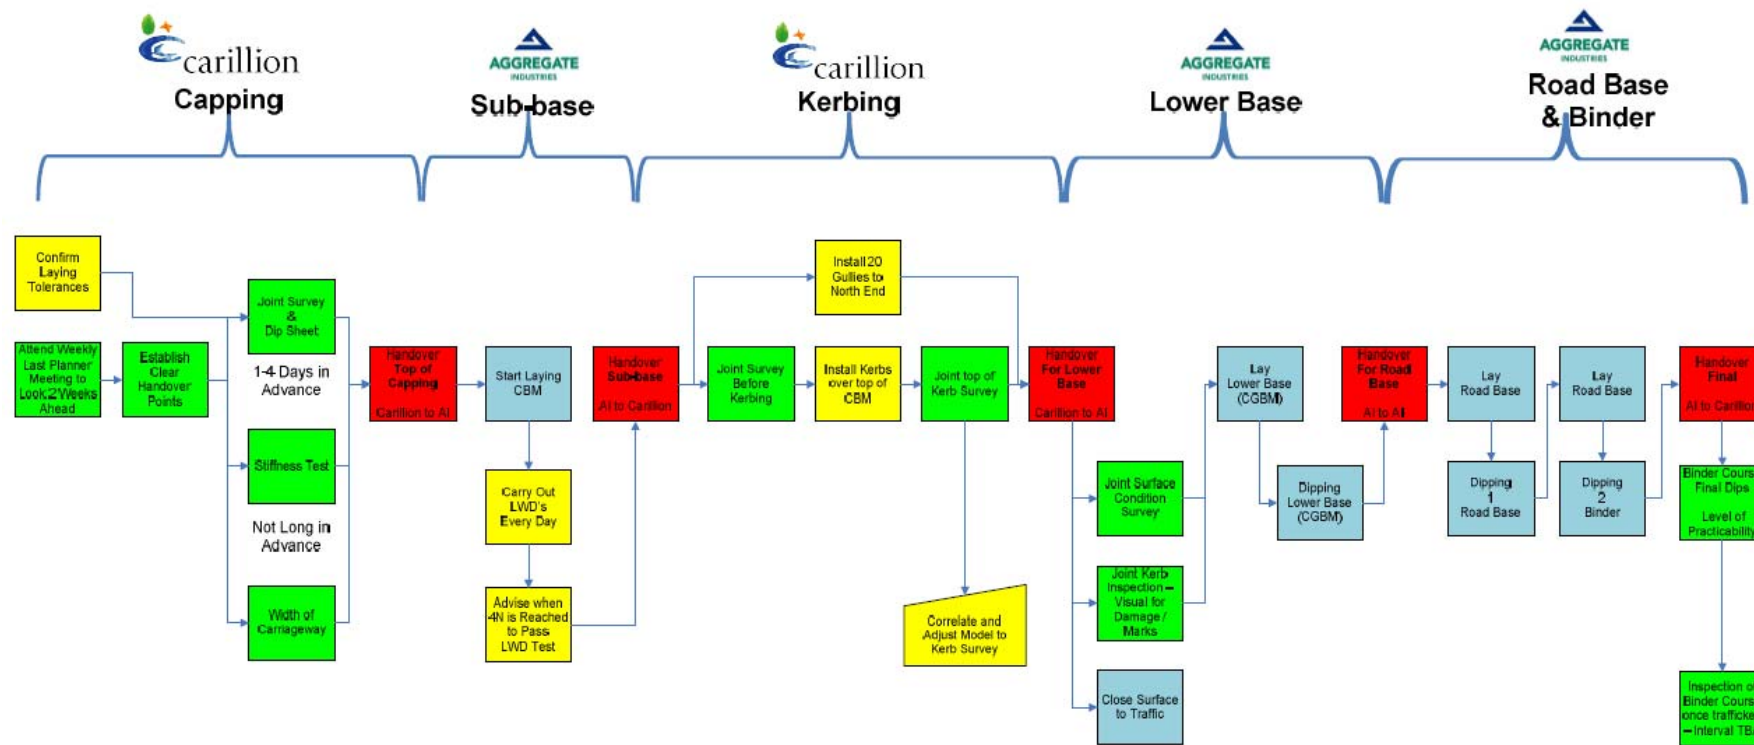 carillion
Capping
AGGREGATE
INDUSTRIES
Sub-base
carillion
Kerbing
AGGREGATE
INDUSTRIES
Lower Base
AGGREGATE
INDUSTRIES
Road Base
& Binder
Confirm
Laying
Tolerances
Attend Weekly
Last Planner
Meeting to
Look 2 Weeks
Ahead
Establish
Clear
Handover
Points
Joint Survey
&
Dip Sheet
1-4 Days in
Advance
Stiffness Test
Not Long in
Advance
Width of
Carriageway
Handover
Top of
Capping
Carillion to AI
Start Laying
CBM
Carry Out
LWD's
Every Day
Advise when
4N is Reached
to Pass
LWD Test
Handover
Sub-base
AI to Carillion
Install 20
Gullies to
North End
Joint Survey
Before
Kerbing
Install Kerbs
over top of
CBM
Joint top of
Kerb Survey
Correlate and
Adjust Model to
Kerb Survey
Handover
For Lower
Base
Carillion to AI
Joint Surface
Condition
Survey
Joint Kerb
Inspection –
Visual for
Damage /
Marks
Close Surface
to Traffic
Lay
Lower Base
(CGBM)
Dipping
Lower Base
(CGBM)
Handover
For Road
Base
AI to AI
Lay
Road Base
Dipping
1
Road Base
Lay
Road Base
Dipping
2
Binder
Handover
Final
AI to Carillion
Binder Cours
Final Dips
Level of
Practicability
Inspection o
Binder Cours
once trafficke
– Interval TB